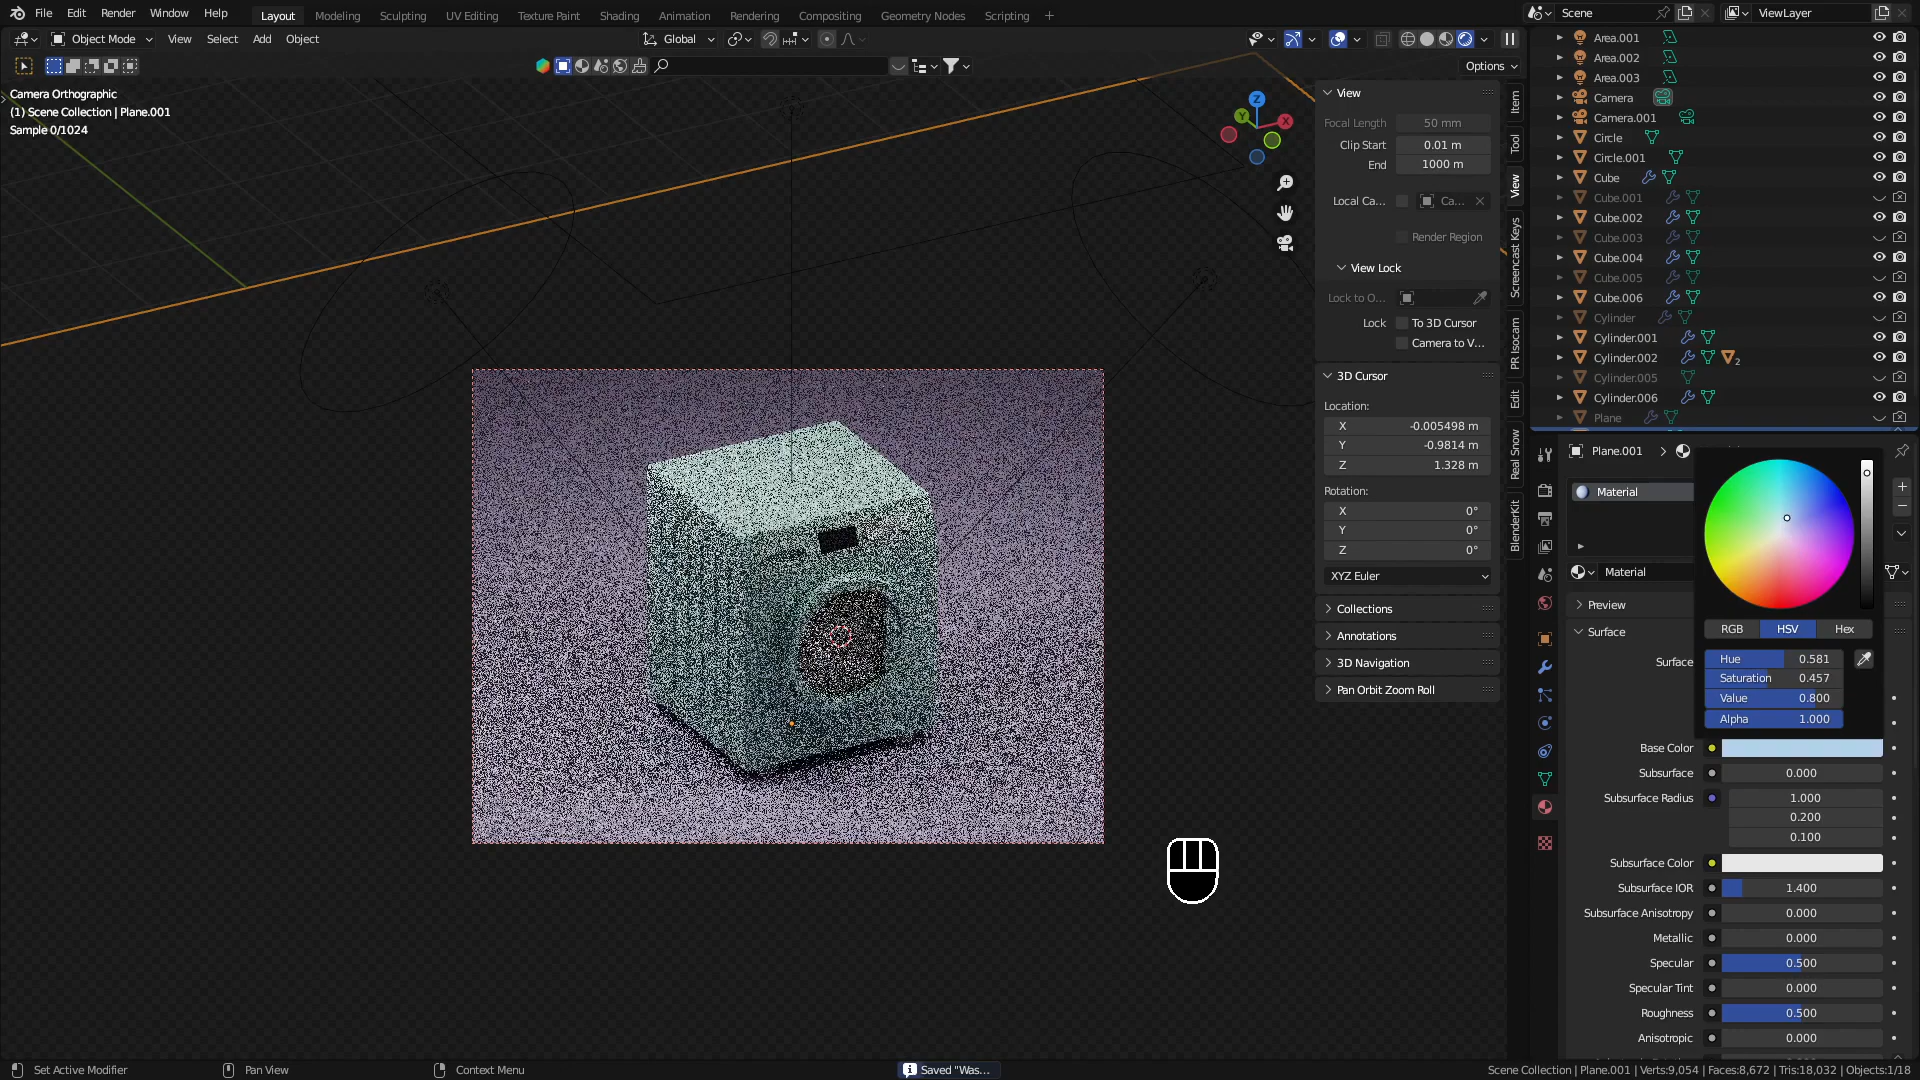 File Edit Render Window Help Layout Modeling Sculpting UV Editing Texture Paint Shading Animation Rendering Compositing Geometry Nodes Scripting + Scene ViewLayer
Object Mode View Select Add Object Global
Options
Camera Orthographic
(1) Scene Collection | Plane.001
Sample 0/1024
Z
Y
X
View
Focal Length 50 mm
Clip Start 0.01 m
End 1000 m
Local Ca... Ca...
Render Region
View Lock
Lock to O...
Lock To 3D Cursor
Camera to V...
3D Cursor
Location:
X -0.005498 m
Y -0.9814 m
Z 1.328 m
Rotation:
X 0°
Y 0°
Z 0°
XYZ Euler
Collections
Annotations
3D Navigation
Pan Orbit Zoom Roll
Item
Tool
View
Screencast Keys
PR Isocam
Edit
Real Snow
BlenderKit
Area.001
Area.002
Area.003
Camera
Camera.001
Circle
Circle.001
Cube
Cube.001
Cube.002
Cube.003
Cube.004
Cube.005
Cube.006
Cylinder
Cylinder.001
Cylinder.002 2
Cylinder.005
Cylinder.006
Plane
Plane.001
Material
Material
Preview
Surface
Surface
RGB HSV Hex
Hue 0.581
Saturation 0.457
Value 0.800
Alpha 1.000
Base Color
Subsurface 0.000
Subsurface Radius 1.000
0.200
0.100
Subsurface Color
Subsurface IOR 1.400
Subsurface Anisotropy 0.000
Metallic 0.000
Specular 0.500
Specular Tint 0.000
Roughness 0.500
Anisotropic 0.000
Set Active Modifier Pan View Context Menu Saved "Was... Scene Collection | Plane.001 | Verts:9,054 | Faces:8,672 | Tris:18,032 | Objects:1/18